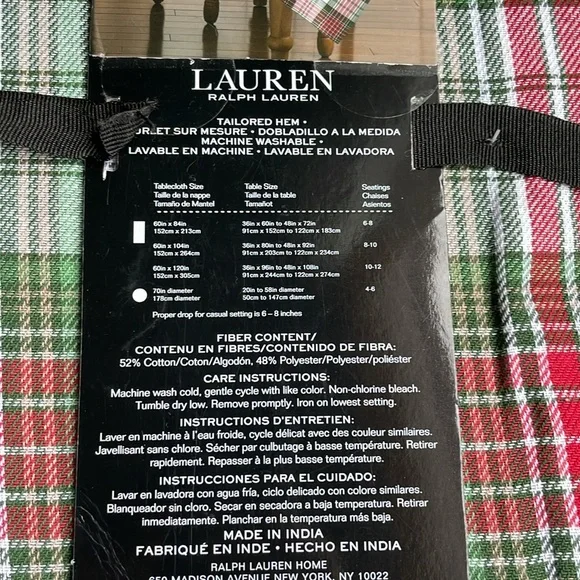 LAUREN
RALPH LAUREN
TAILORED HEM •
SUR MESURE • DOBLADILLO A LA MEDIDA
MACHINE WASHABLE •
LAVABLE EN MACHINE • LAVABLE EN LAVADORA
Tablecloth Size Table Size Seatings
Taille de la nappe Taille de la table Chaises
Tamaño de Mantel Tamañot Asientos
60in x 84in 36in x 60in to 48in x 72in 6-8
152cm x 213cm 91cm x 152cm to 122cm x 183cm
60in x 104in 36in x 80in to 48in x 92in 8-10
152cm x 264cm 91cm x 203cm to 122cm x 234cm
60in x 120in 36in x 96in to 48in x 108in 10-12
152cm x 305cm 91cm x 244cm to 122cm x 274cm
70in diameter 20in to 58in diameter 4-6
178cm diameter 50cm to 147cm diameter
Proper drop for casual setting is 6 – 8 inches
FIBER CONTENT/
CONTENU EN FIBRES/CONTENIDO DE FIBRA:
52% Cotton/Coton/Algodón, 48% Polyester/Polyester/poliéster
CARE INSTRUCTIONS:
Machine wash cold, gentle cycle with like color. Non-chlorine bleach.
Tumble dry low. Remove promptly. Iron on lowest setting.
INSTRUCTIONS D'ENTRETIEN:
Laver en machine à l'eau froide, cycle délicat avec des couleur similaires.
Javellisant sans chlore. Sécher par culbutage à basse température. Retirer
rapidement. Repasser à la plus basse température.
INSTRUCCIONES PARA EL CUIDADO:
Lavar en lavadora con agua fría, ciclo delicado con colore similares.
Blanqueador sin cloro. Secar en secadora a baja temperatura. Retirar
inmediatamente. Planchar en la temperatura más baja.
MADE IN INDIA
FABRIQUÉ EN INDE • HECHO EN INDIA
RALPH LAUREN HOME
650 MADISON AVENUE NEW YORK, NY 10022